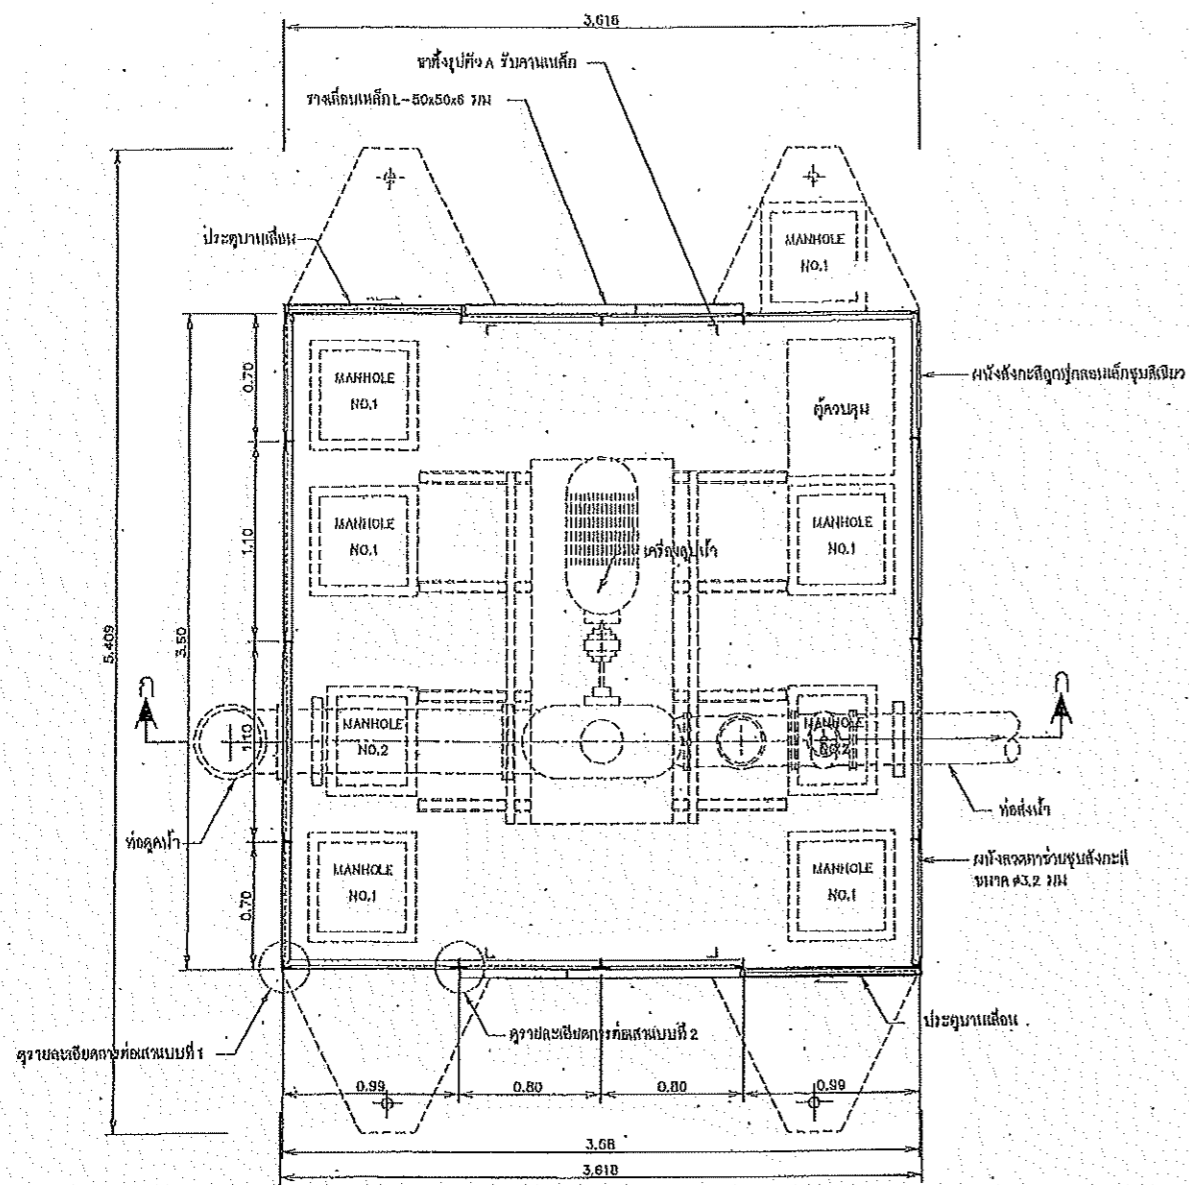 3.618
ขาตั้งรูปตัว A รับคานเหล็ก
รางเลื่อนเหล็ก L-50x50x6 มม
ประตูบานเลื่อน
MANHOLE
NO.1
MANHOLE
NO.1
ตู้ควบคุม
ผนังสังกะสีลูกฟูกลอนเล็กชุบสีเขียว
0.70
MANHOLE
NO.1
MANHOLE
NO.1
เครื่องสูบน้ำ
1.10
5.409
3.50
ก
ก
MANHOLE
NO.2
MANHOLE
NO.2
1.10
ท่อดูดน้ำ
ท่อส่งน้ำ
MANHOLE
NO.1
MANHOLE
NO.1
ผนังลวดตาข่ายชุบสังกะสี
ขนาด ø3.2 มม
0.70
ดูรายละเอียดการต่อเสาแบบที่ 1
ดูรายละเอียดการต่อเสาแบบที่ 2
ประตูบานเลื่อน
0.99
0.80
0.80
0.99
3.58
3.618